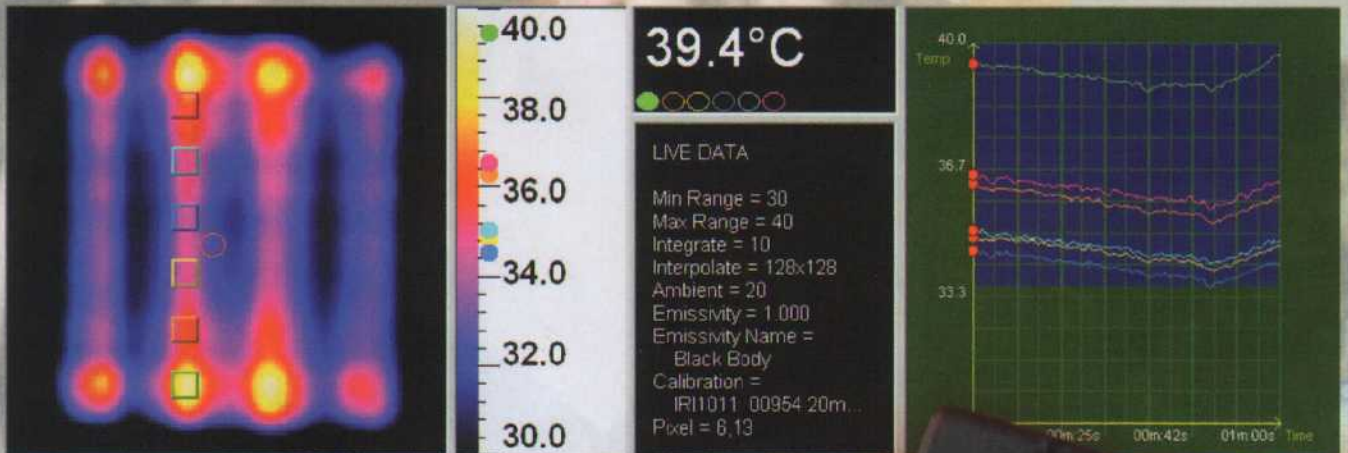 40.0
38.0
36.0
34.0
32.0
30.0
39.4°C
LIVE DATA
Min Range = 30
Max Range = 40
Integrate = 10
Interpolate = 128x128
Ambient = 20
Emissivity = 1.000
Emissivity Name =
Black Body
Calibration =
IRI1011 00954 20m...
Pixel = 6,13
40.0
Temp
36.7
33.3
00m:25s 00m:42s 01m:00s Time